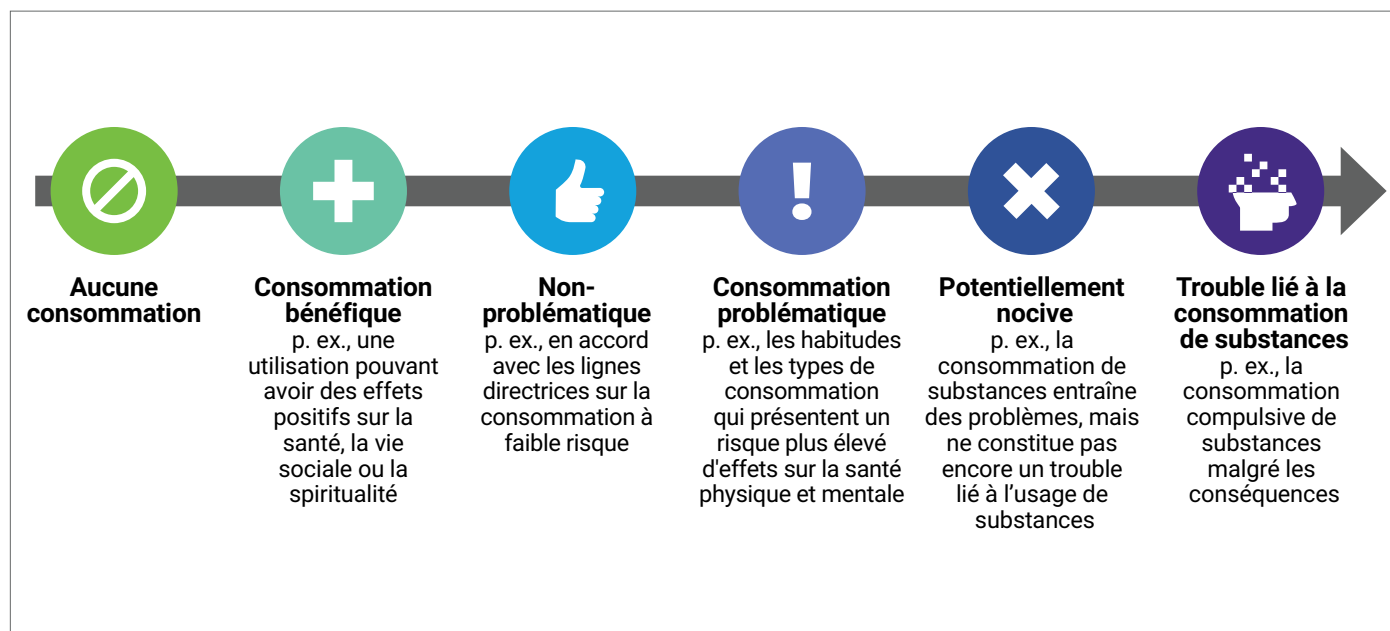 Aucune
consommation
Consommation
bénéfique
p. ex., une
utilisation pouvant
avoir des effets
positifs sur la
santé, la vie
sociale ou la
spiritualité
Non-
problématique
p. ex., en accord
avec les lignes
directrices sur la
consommation à
faible risque
Consommation
problématique
p. ex., les habitudes
et les types de
consommation
qui présentent un
risque plus élevé
d'effets sur la santé
physique et mentale
Potentiellement
nocive
p. ex., la
consommation de
substances entraîne
des problèmes, mais
ne constitue pas
encore un trouble
lié à l’usage de
substances
Trouble lié à la
consommation
de substances
p. ex., la
consommation
compulsive de
substances
malgré les
conséquences